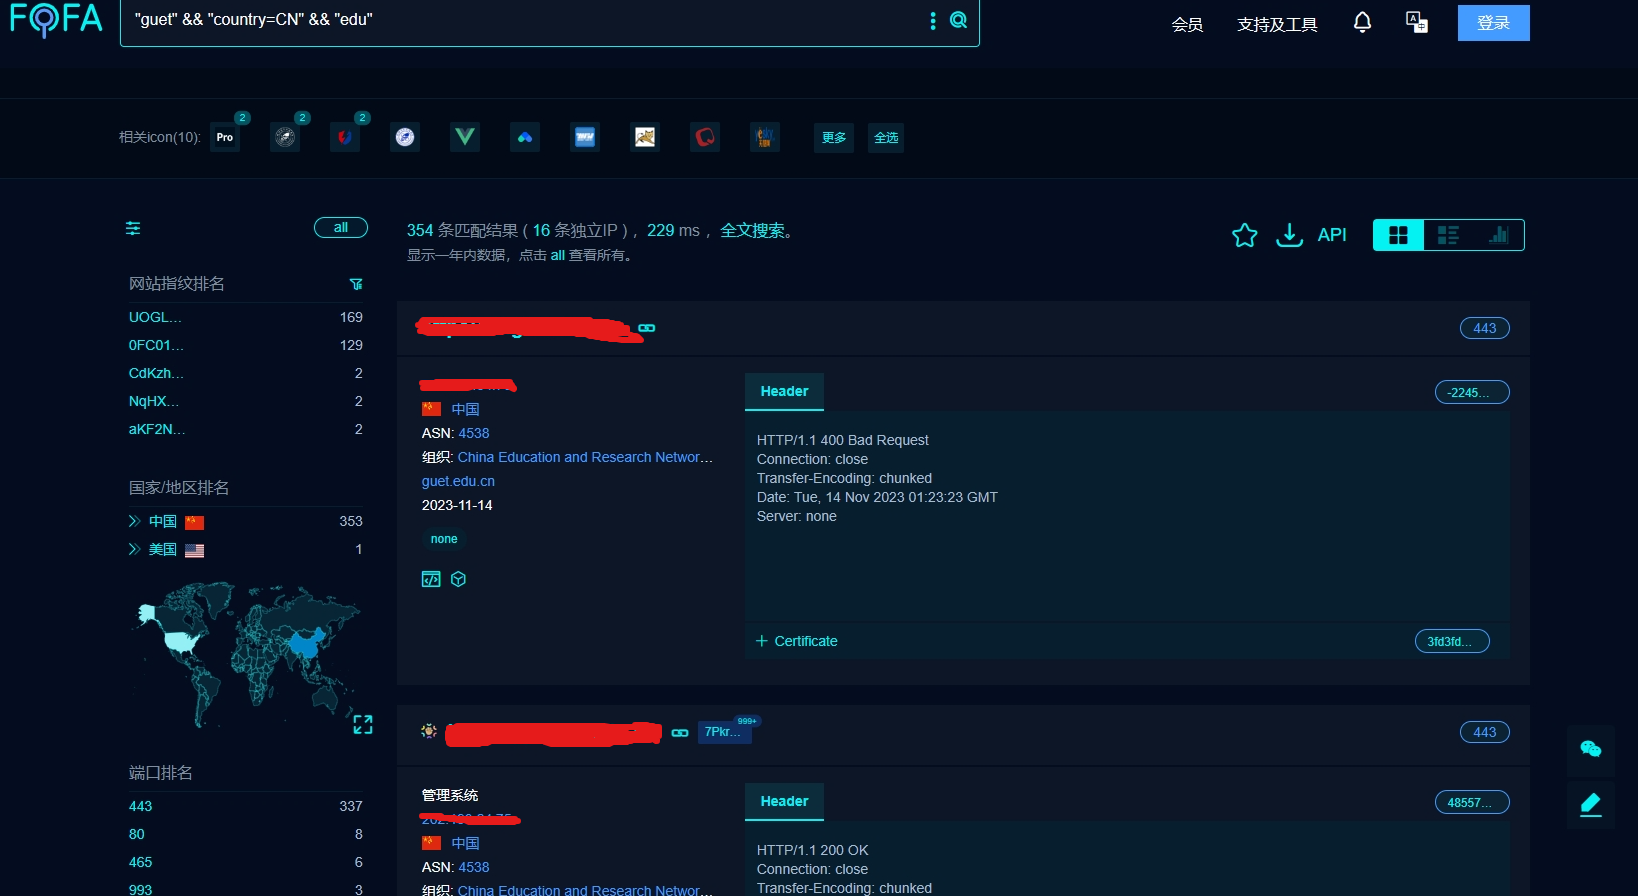 FOFA
"guet" && "country=CN" && "edu"
会员
支持及工具
登录
相关icon(10):
Pro
2
2
2
更多
全选
all
354 条匹配结果 ( 16 条独立IP ) ，229 ms ，全文搜索。
显示一年内数据，点击 all 查看所有。
API
网站指纹排名
UOGL... 169
0FC01... 129
CdKzh... 2
NqHX... 2
aKF2N... 2
国家/地区排名
中国 353
美国 1
端口排名
443 337
80 8
465 6
993 3
443
中国
ASN: 4538
组织: China Education and Research Networ...
guet.edu.cn
2023-11-14
none
Header
-2245...
HTTP/1.1 400 Bad Request
Connection: close
Transfer-Encoding: chunked
Date: Tue, 14 Nov 2023 01:23:23 GMT
Server: none
+ Certificate
3fd3fd...
7Pkr...
999+
443
管理系统
中国
ASN: 4538
组织: China Education and Research Networ...
Header
48557...
HTTP/1.1 200 OK
Connection: close
Transfer-Encoding: chunked